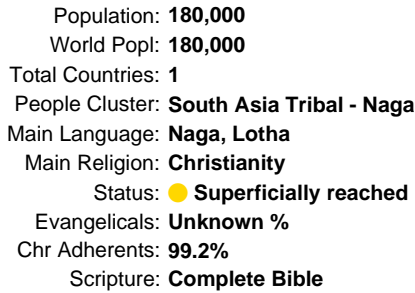 Population: 180,000
World Popl: 180,000
Total Countries: 1
People Cluster: South Asia Tribal - Naga
Main Language: Naga, Lotha
Main Religion: Christianity
Status: Superficially reached
Evangelicals: Unknown %
Chr Adherents: 99.2%
Scripture: Complete Bible